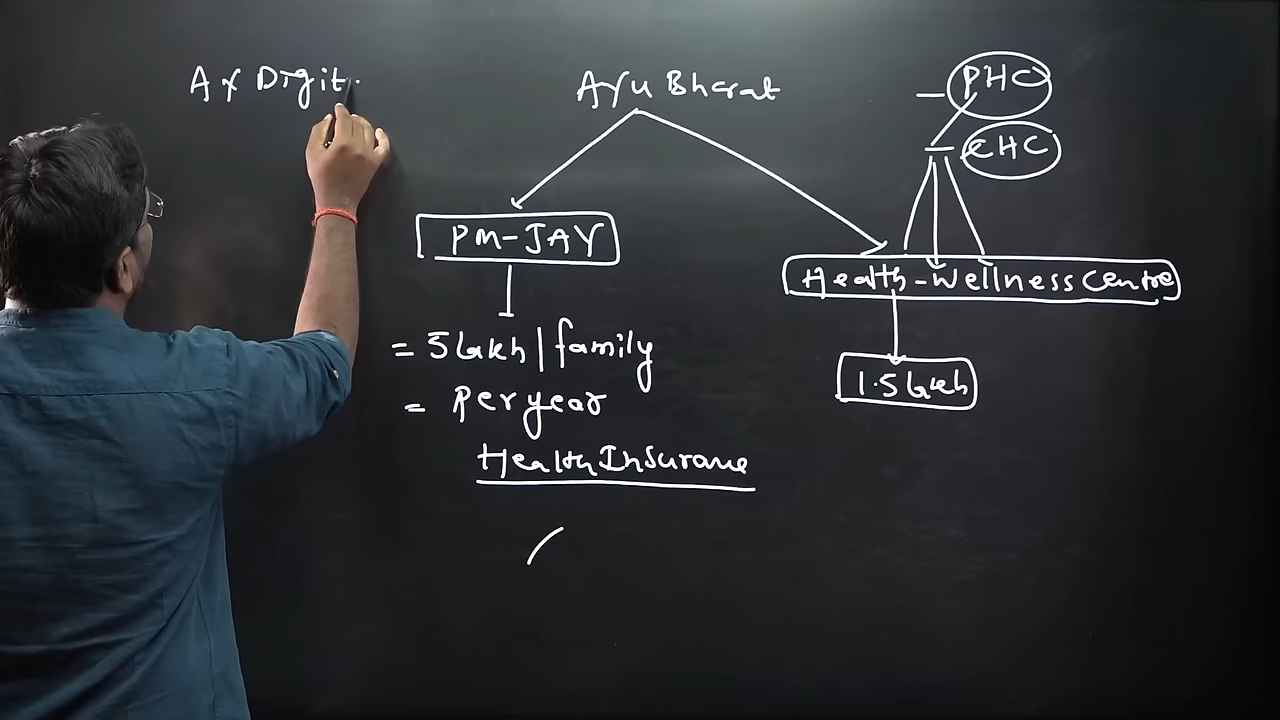 Ay Digit
Ayu Bharat
PHC
CHC
PM-JAY
Health-Wellness Centre
= 5 lakh | family
= Per year
Health Insurance
1.5 lakh